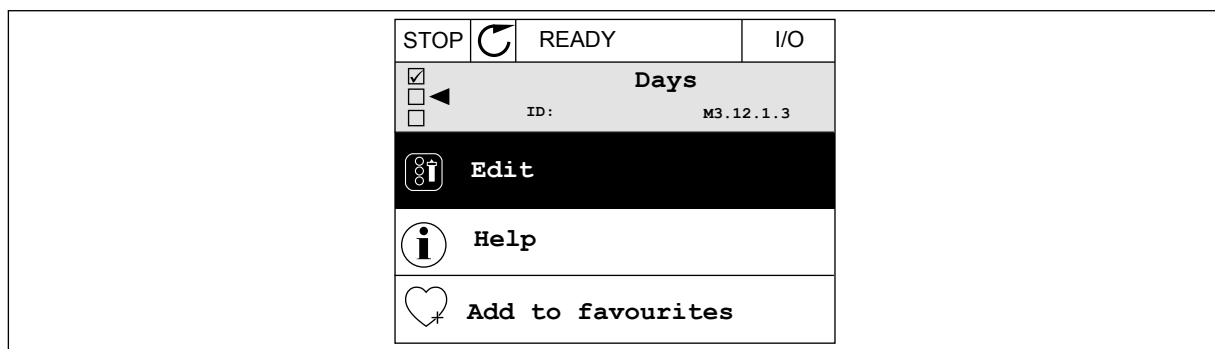 STOP READY I/O
Days
ID: M3.12.1.3
Edit
Help
Add to favourites